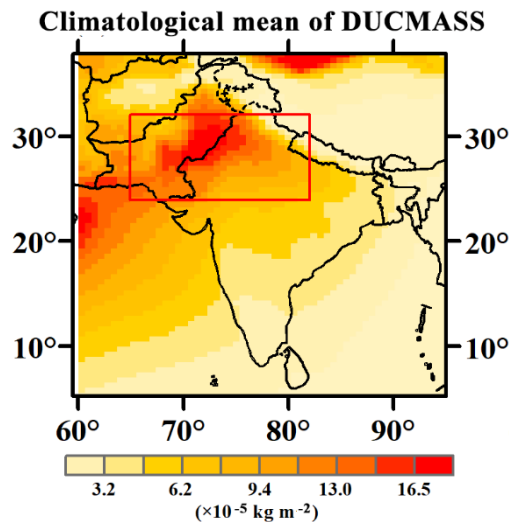 Climatological mean of DUCMASS
30° 30°
20° 20°
10° 10°
60° 70° 80° 90°
3.2 6.2 9.4 13.0 16.5
(×10⁻⁵ kg m⁻²)